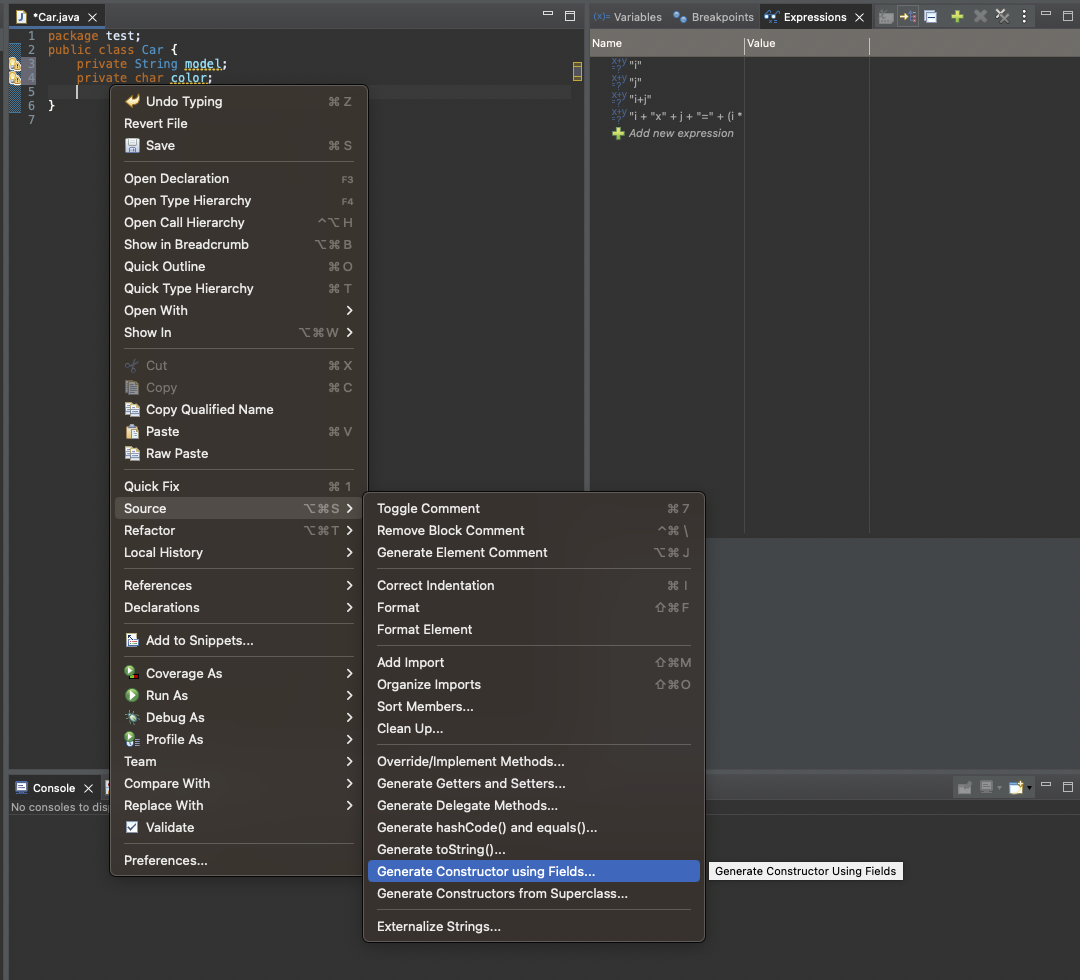 *Car.java
1 package test;
2 public class Car {
3 private String model;
4 private char color;
5
6 }
7
Undo Typing ⌘ Z
Revert File
Save ⌘ S
Open Declaration F3
Open Type Hierarchy F4
Open Call Hierarchy ^⌥ H
Show in Breadcrumb ⌥⌘ B
Quick Outline ⌘ O
Quick Type Hierarchy ⌘ T
Open With
Show In ⌥⌘ W
Cut ⌘ X
Copy ⌘ C
Copy Qualified Name
Paste ⌘ V
Raw Paste
Quick Fix ⌘ 1
Source ⌥⌘ S
Refactor ⌥⌘ T
Local History
References
Declarations
Add to Snippets...
Coverage As
Run As
Debug As
Profile As
Team
Compare With
Replace With
Validate
Preferences...
Toggle Comment ⌘ 7
Remove Block Comment ^⌘ \
Generate Element Comment ⌥⌘ J
Correct Indentation ⌘ I
Format ⇧⌘ F
Format Element
Add Import ⇧⌘ M
Organize Imports ⇧⌘ O
Sort Members...
Clean Up...
Override/Implement Methods...
Generate Getters and Setters...
Generate Delegate Methods...
Generate hashCode() and equals()...
Generate toString()...
Generate Constructor using Fields...
Generate Constructors from Superclass...
Externalize Strings...
Generate Constructor Using Fields
(x)= Variables
Breakpoints
Expressions
Name Value
x+y=? "i"
x+y=? "j"
x+y=? "i+j"
x+y=? "i + "x" + j + "=" + (i *
Add new expression
Console
No consoles to dis